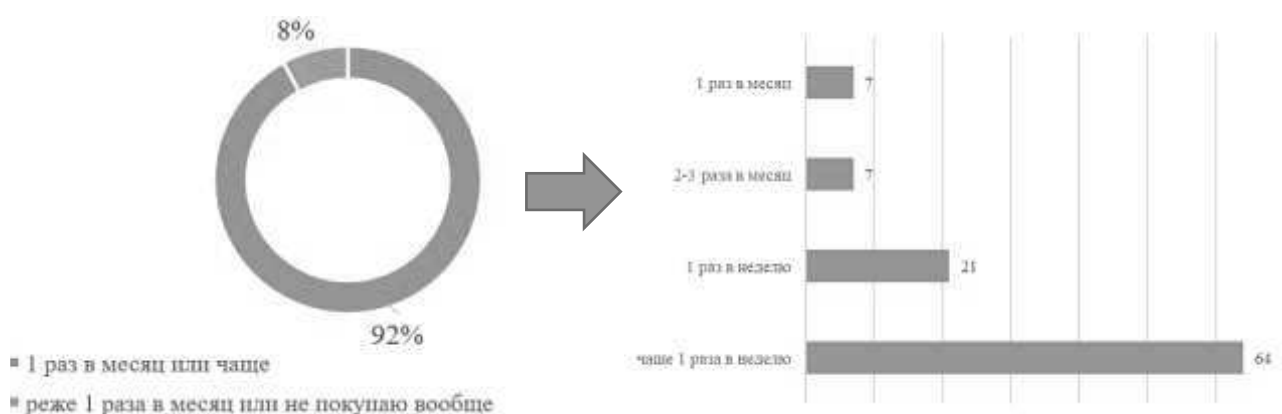 8%
92%
▪ 1 раз в месяц или чаще
▪ реже 1 раза в месяц или не покупаю вообще
1 раз в месяц
7
2-3 раза в месяц
7
1 раз в неделю
21
чаще 1 раза в неделю
64